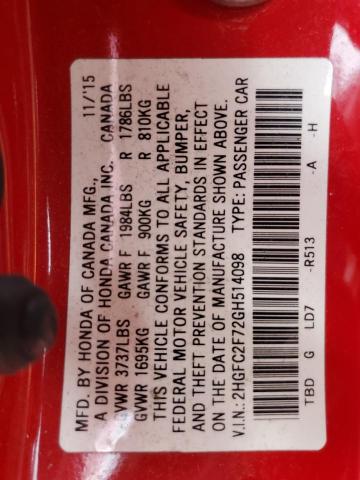 MFD. BY HONDA OF CANADA MFG., 11/'15
A DIVISION OF HONDA CANADA INC. CANADA
GVWR 3737LBS GAWR F 1984LBS R 1786LBS
GVWR 1695KG GAWR F 900KG R 810KG
THIS VEHICLE CONFORMS TO ALL APPLICABLE
FEDERAL MOTOR VEHICLE SAFETY, BUMPER,
AND THEFT PREVENTION STANDARDS IN EFFECT
ON THE DATE OF MANUFACTURE SHOWN ABOVE.
V.I.N.: 2HGFC2F72GH514098 TYPE: PASSENGER CAR
TBD G LD7 -R513 -A -H